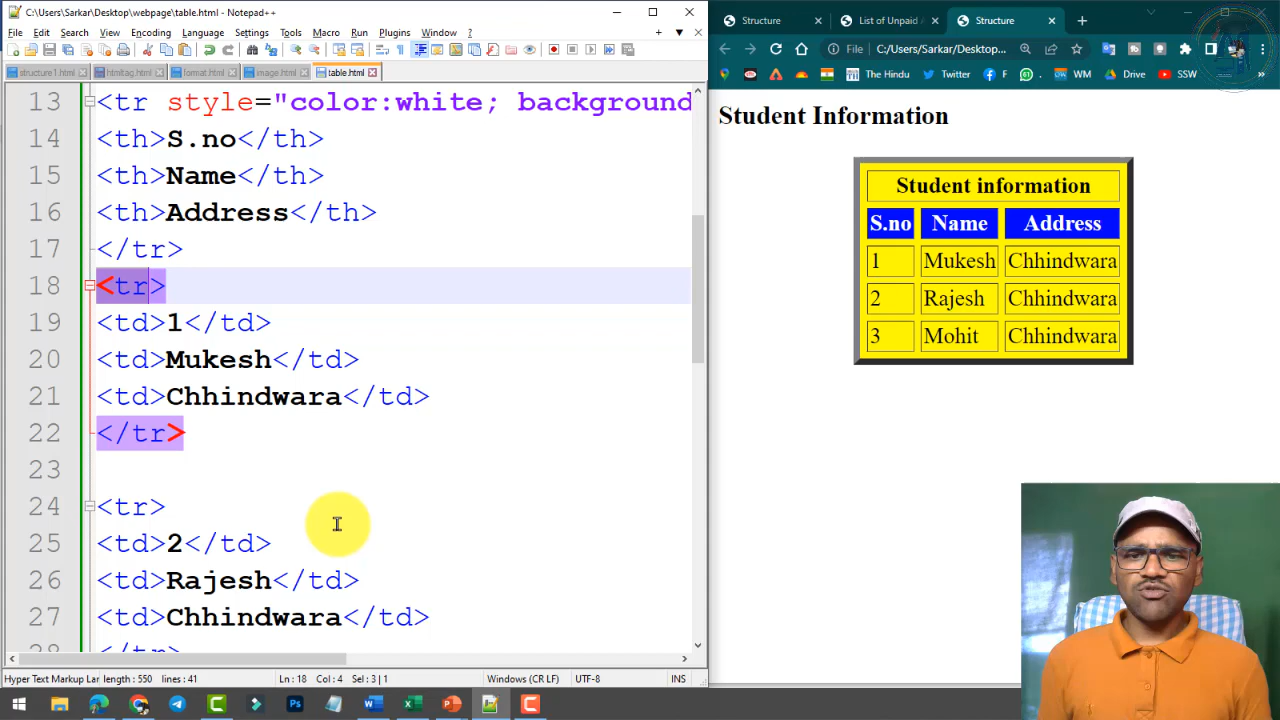 C:\Users\Sarkar\Desktop\webpage\table.html - Notepad++
File Edit Search View Encoding Language Settings Tools Macro Run Plugins Window ?
structure1.html htmltag.html format.html image.html table.html
13 <tr style="color:white; background
14 <th>S.no</th>
15 <th>Name</th>
16 <th>Address</th>
17 </tr>
18 <tr>
19 <td>1</td>
20 <td>Mukesh</td>
21 <td>Chhindwara</td>
22 </tr>
23
24 <tr>
25 <td>2</td>
26 <td>Rajesh</td>
27 <td>Chhindwara</td>
28 </tr>
Hyper Text Markup Lar length : 550 lines : 41 Ln : 18 Col : 4 Sel : 3 | 1 Windows (CR LF) UTF-8 INS
Structure List of Unpaid A Structure
File C:/Users/Sarkar/Desktop...
The Hindu Twitter F WM Drive SSW
Student Information
Student information
S.no Name Address
1 Mukesh Chhindwara
2 Rajesh Chhindwara
3 Mohit Chhindwara